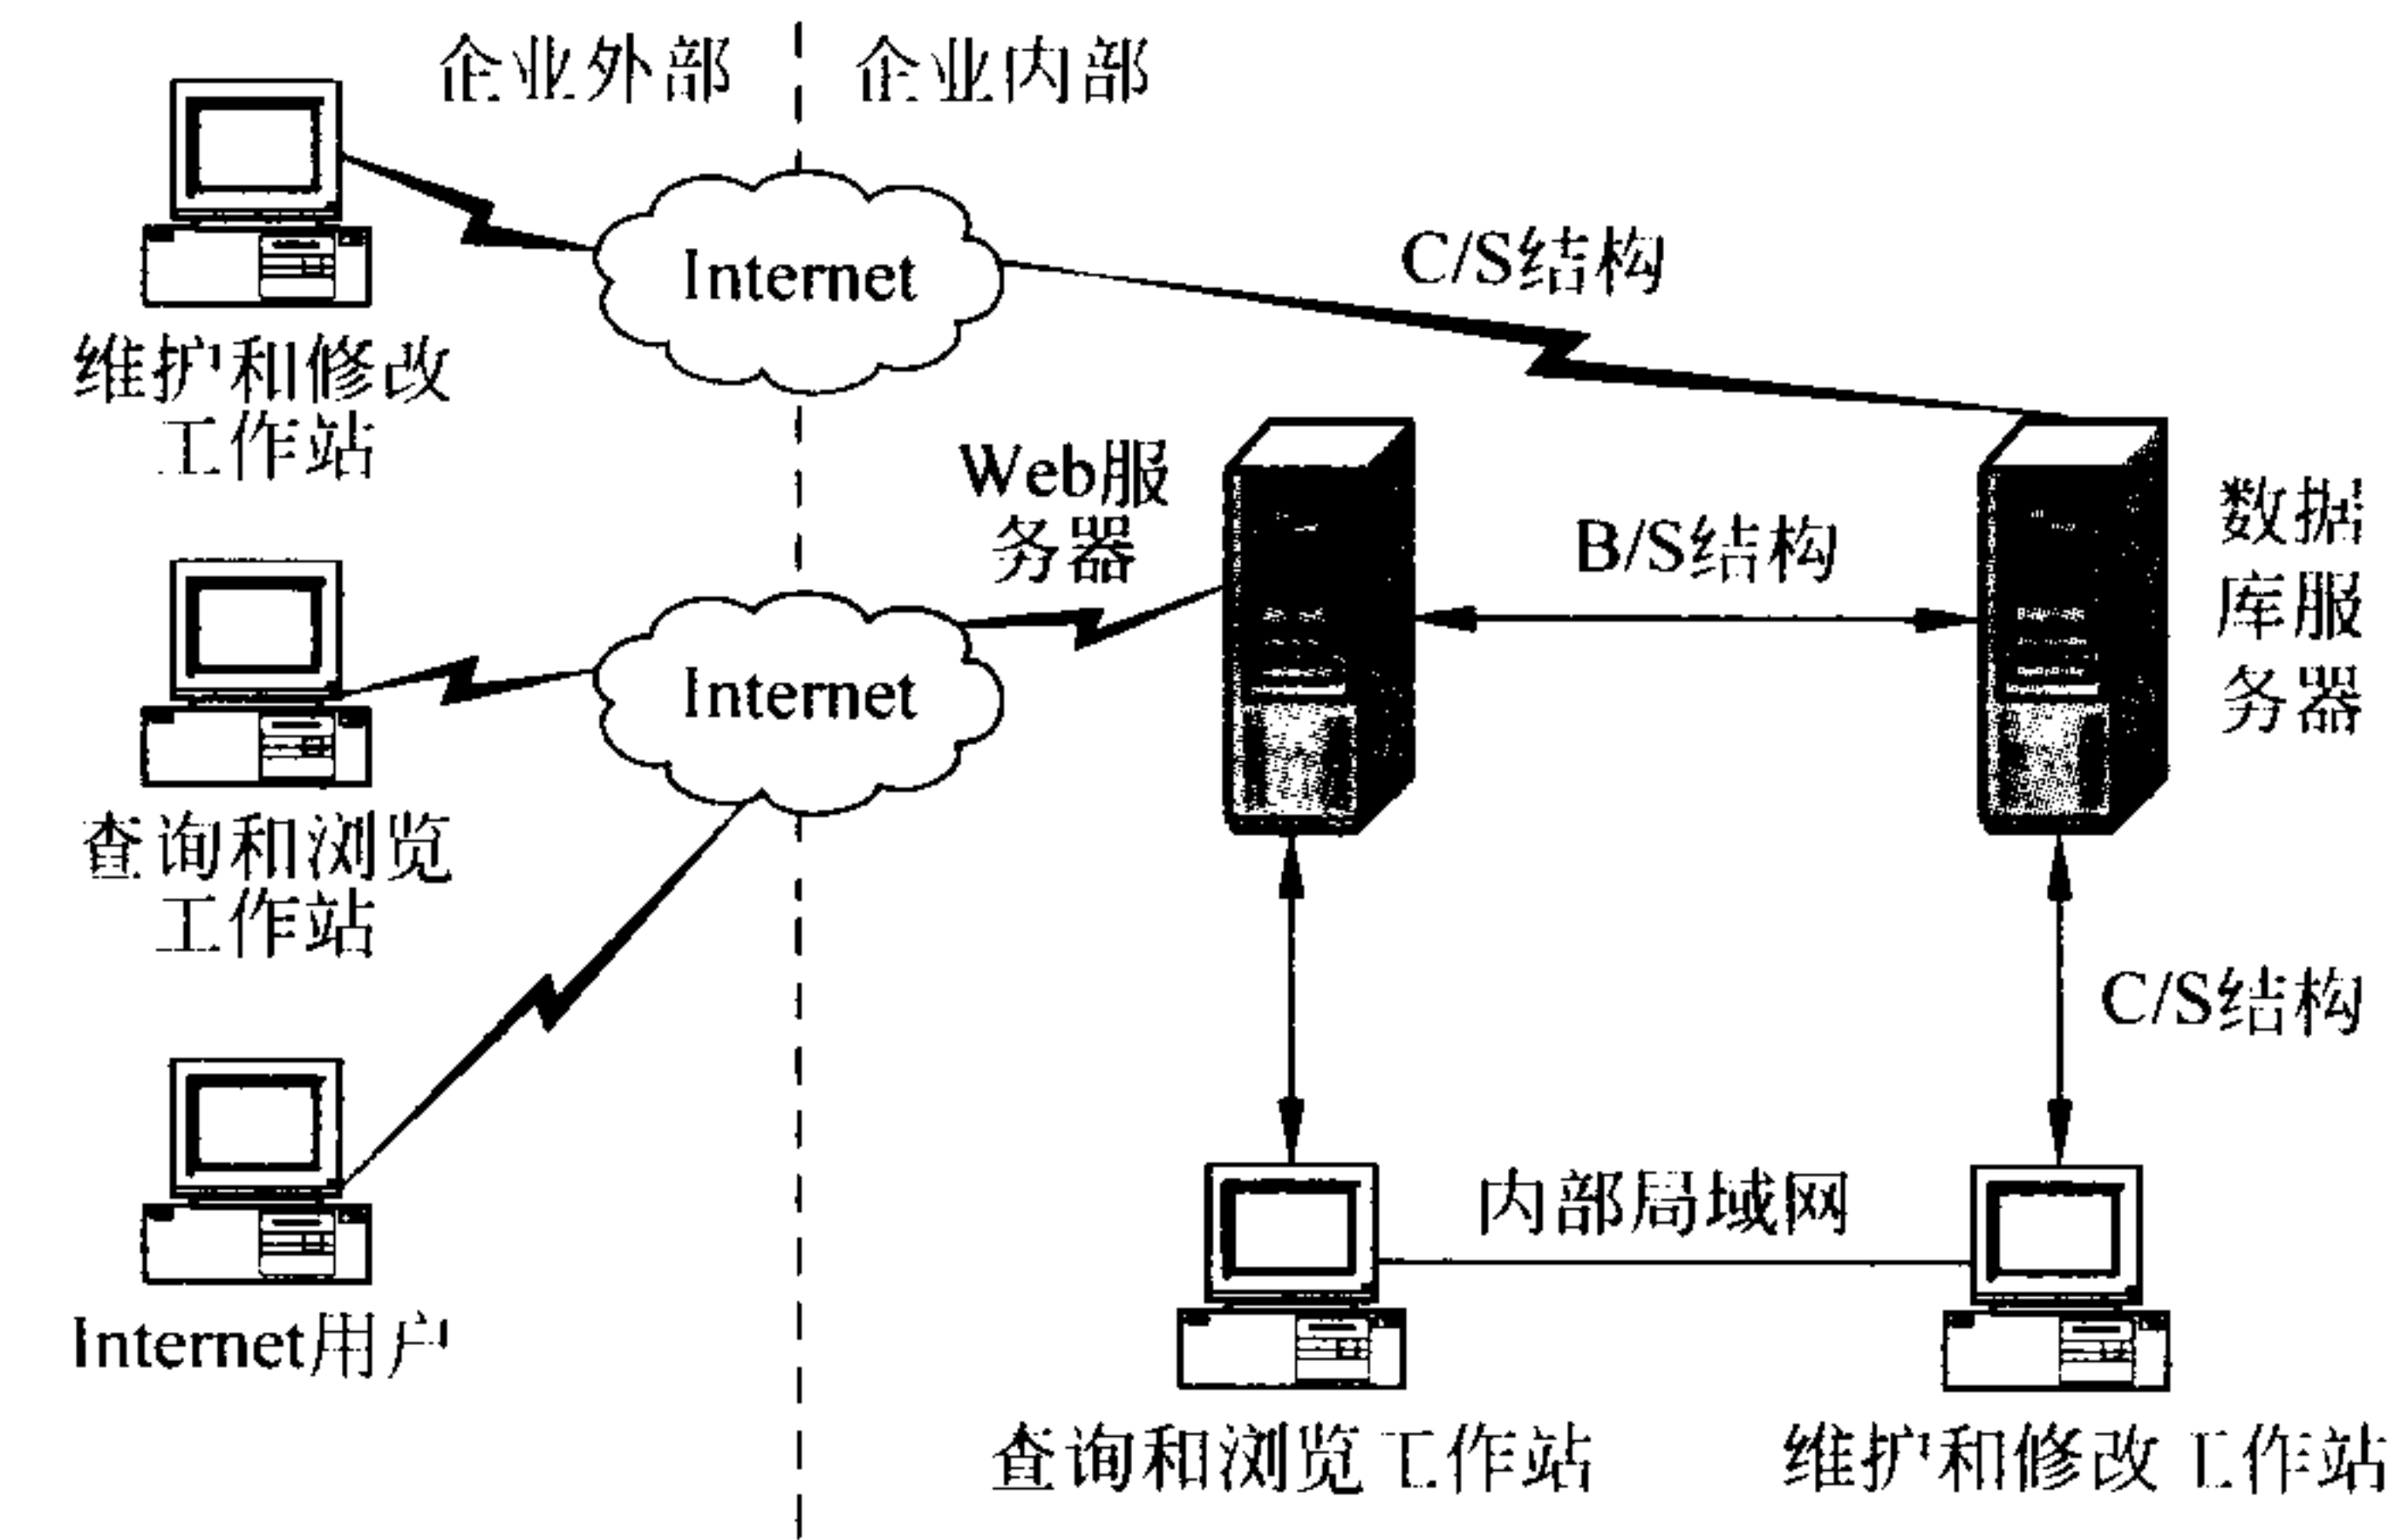 企业外部
企业内部
Internet
C/S结构
维护和修改
工作站
Web服
务器
B/S结构
数据
库服
务器
Internet
查询和浏览
工作站
C/S结构
内部局域网
Internet用户
查询和浏览工作站
维护和修改工作站